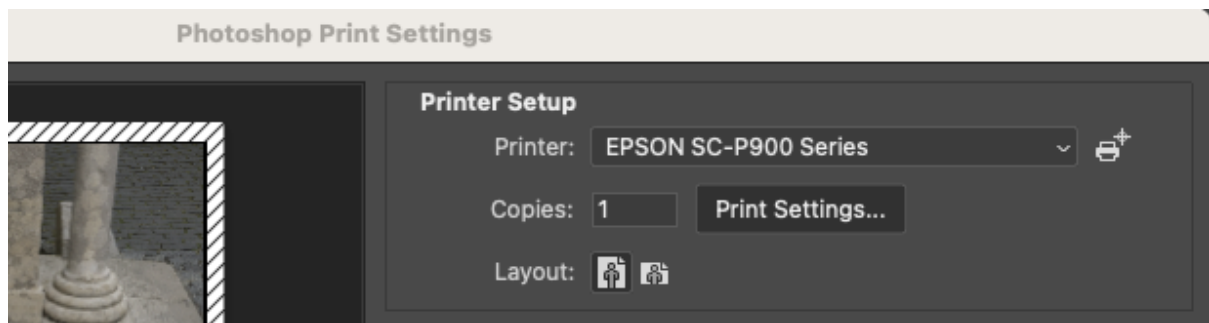 Photoshop Print Settings
Printer Setup
Printer: EPSON SC-P900 Series
Copies: 1 Print Settings...
Layout: